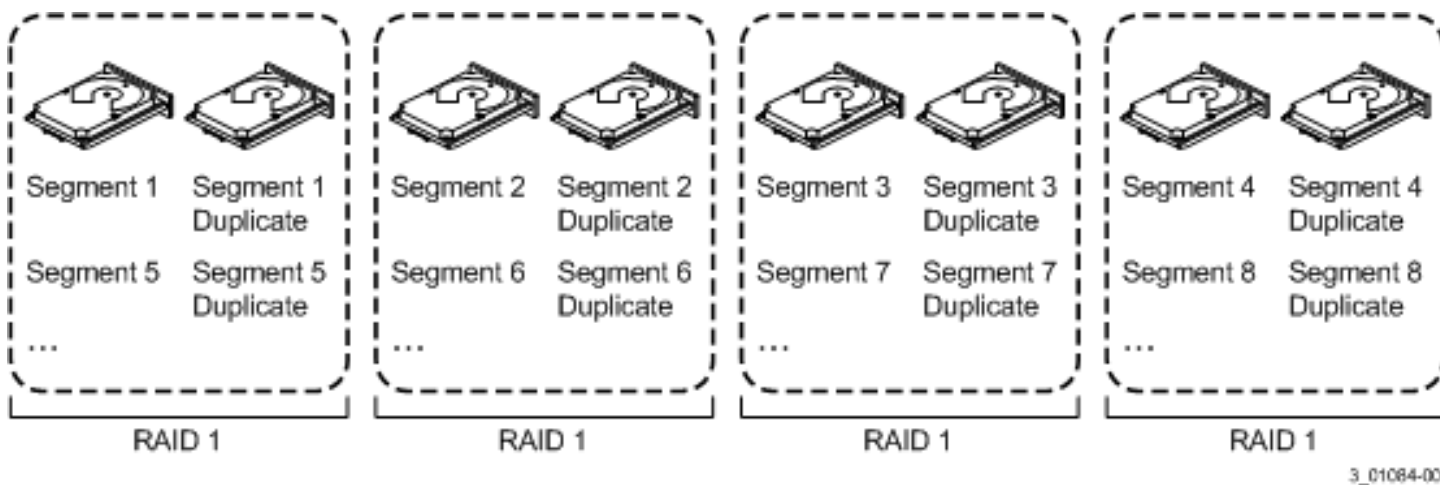 Segment 1 Segment 1 Duplicate
Segment 5 Segment 5 Duplicate
...
RAID 1
Segment 2 Segment 2 Duplicate
Segment 6 Segment 6 Duplicate
...
RAID 1
Segment 3 Segment 3 Duplicate
Segment 7 Segment 7 Duplicate
...
RAID 1
Segment 4 Segment 4 Duplicate
Segment 8 Segment 8 Duplicate
...
RAID 1
3_01084-00